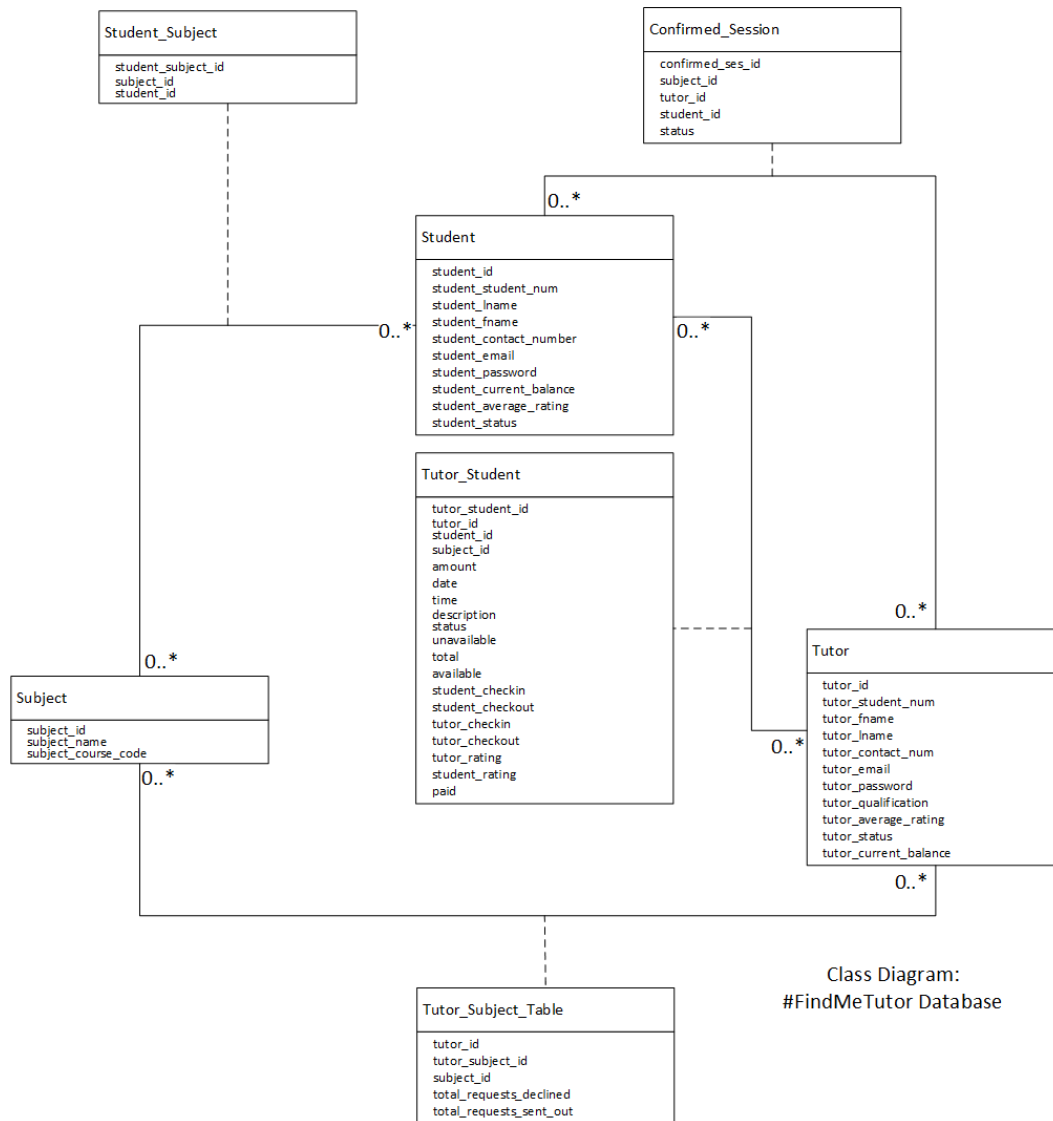 Student_Subject
student_subject_id
subject_id
student_id
Confirmed_Session
confirmed_ses_id
subject_id
tutor_id
student_id
status
0..*
Student
student_id
student_student_num
student_lname
student_fname
student_contact_number
student_email
student_password
student_current_balance
student_average_rating
student_status
0..*
0..*
Tutor_Student
tutor_student_id
tutor_id
student_id
subject_id
amount
date
time
description
status
unavailable
total
available
student_checkin
student_checkout
tutor_checkin
tutor_checkout
tutor_rating
student_rating
paid
0..*
0..*
Subject
subject_id
subject_name
subject_course_code
0..*
Tutor
tutor_id
tutor_student_num
tutor_fname
tutor_lname
tutor_contact_num
tutor_email
tutor_password
tutor_qualification
tutor_average_rating
tutor_status
tutor_current_balance
0..*
0..*
Class Diagram:
#FindMeTutor Database
Tutor_Subject_Table
tutor_id
tutor_subject_id
subject_id
total_requests_declined
total_requests_sent_out